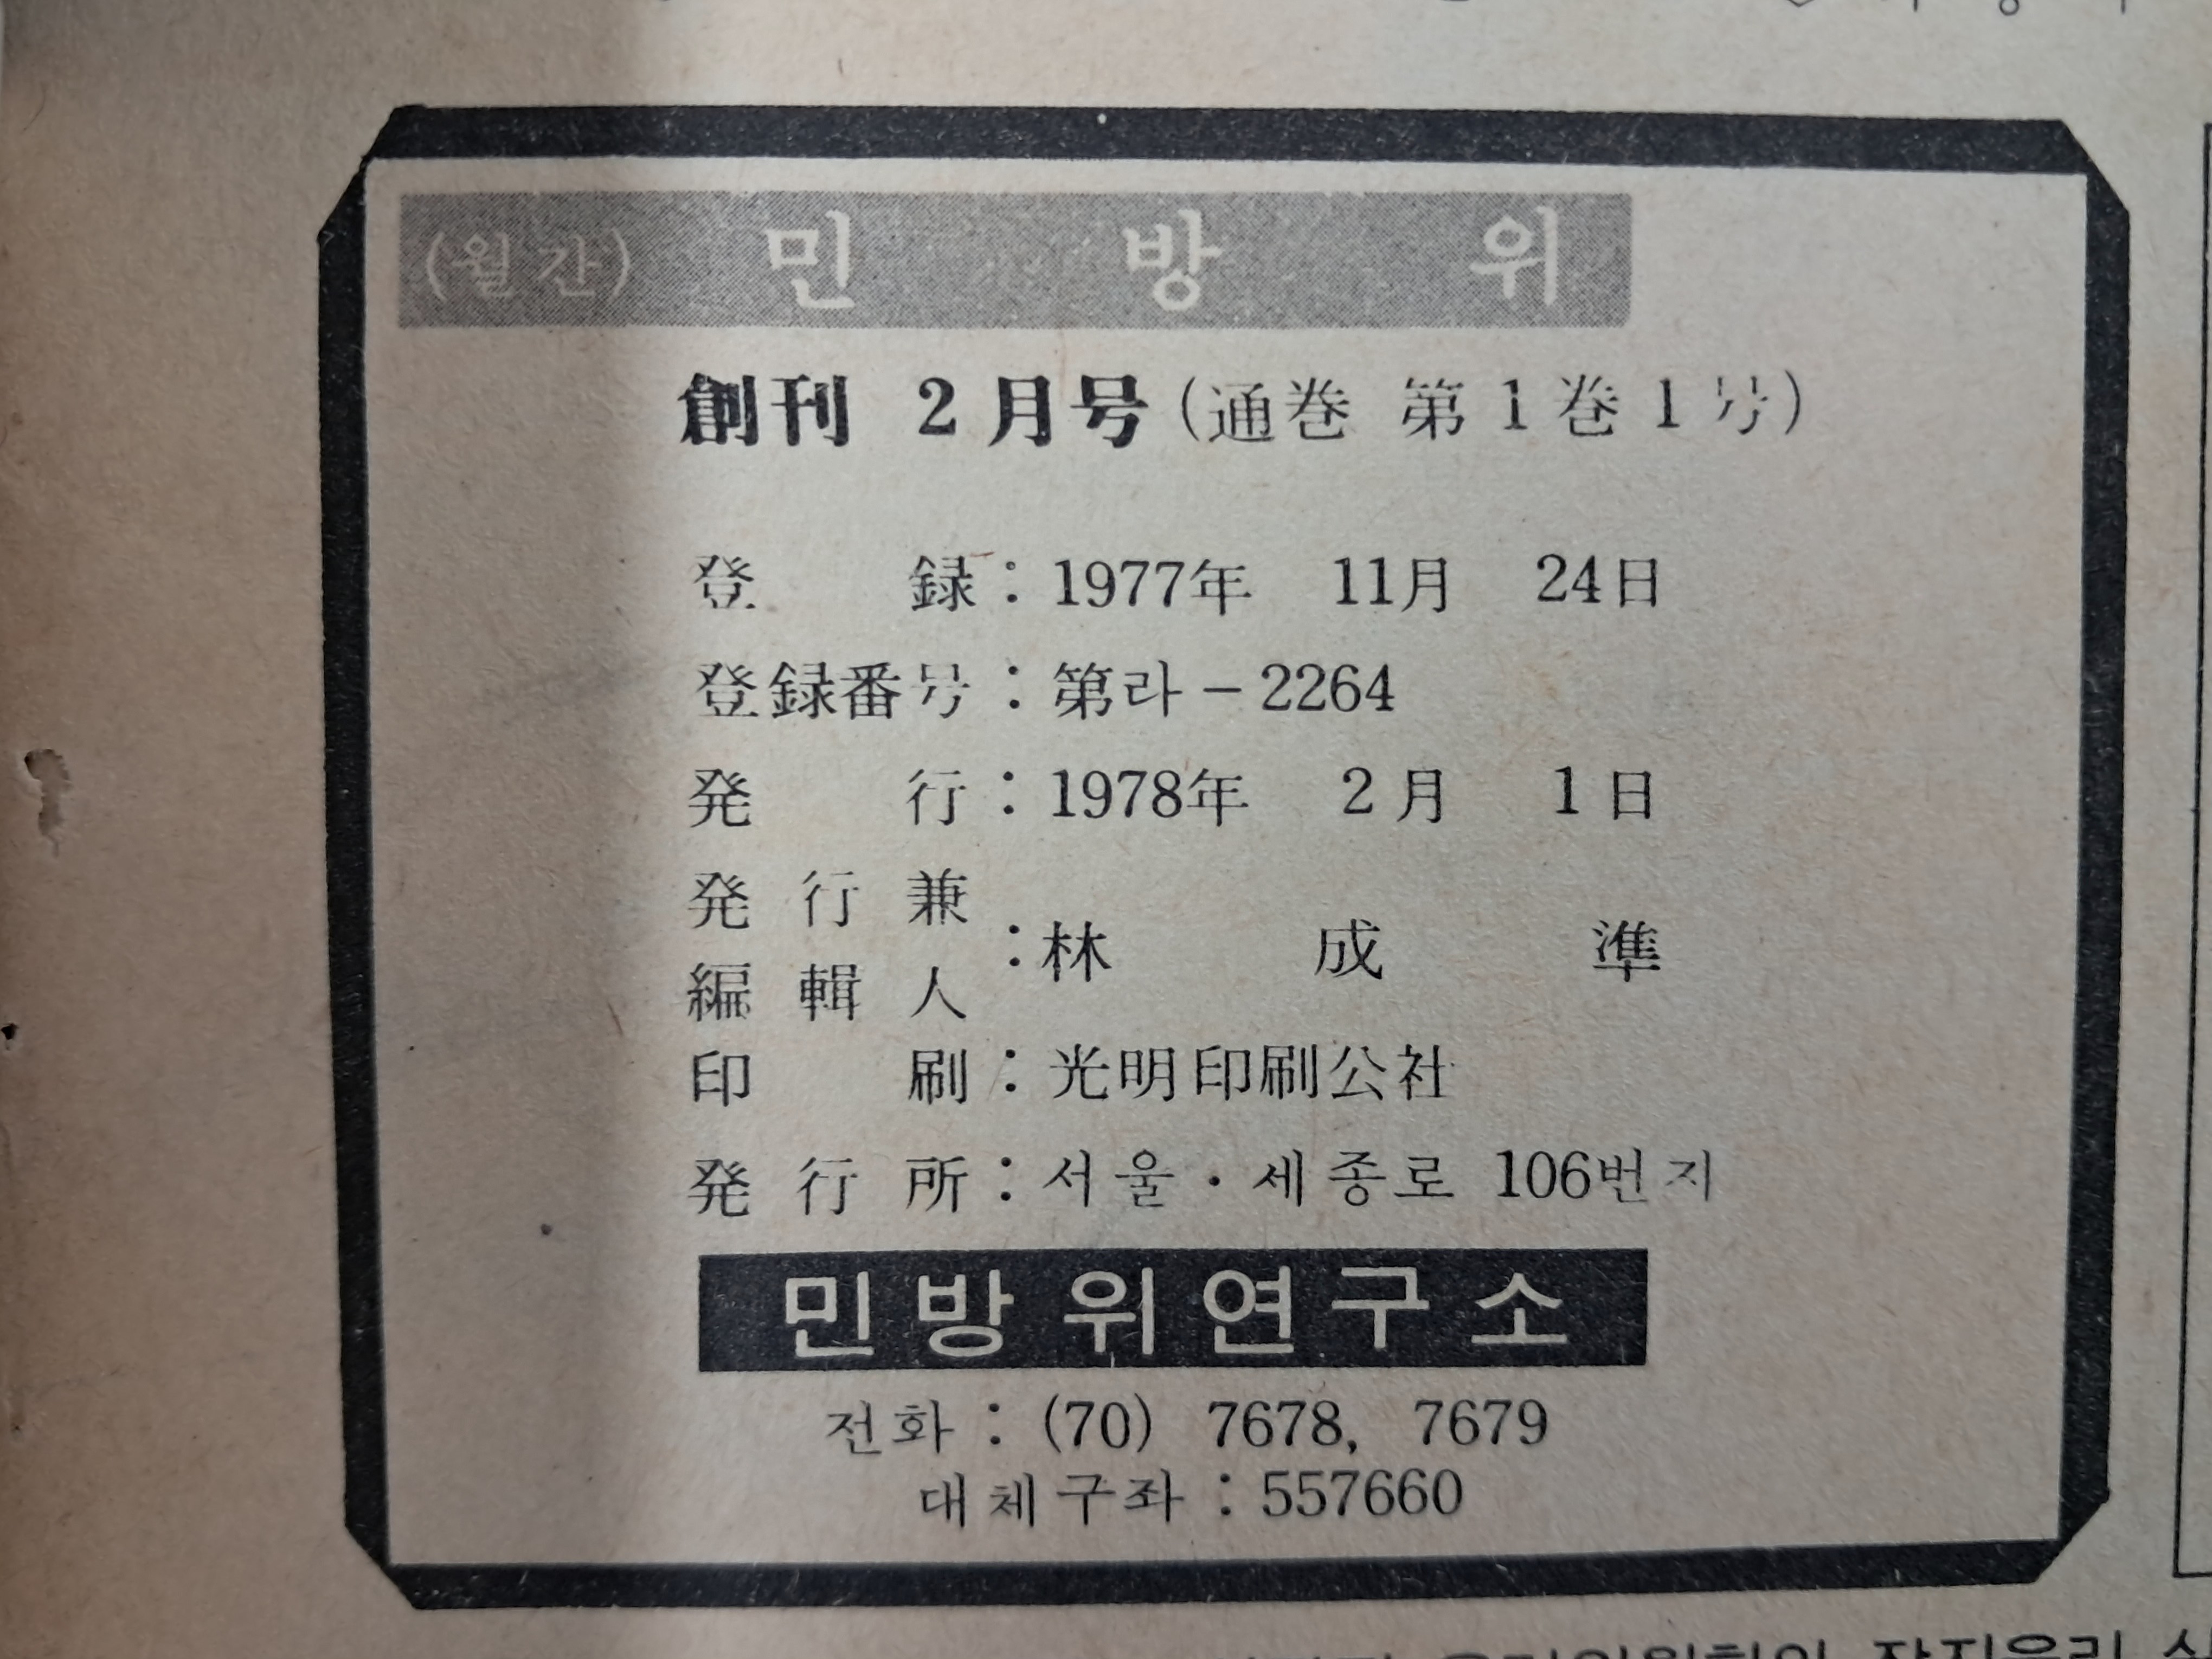 (월간) 민방위
創刊 2月号(通巻 第1巻1号)
登録:1977年 11月 24日
登録番号:第라-2264
発行:1978年 2月 1日
発行兼
編輯人:林成準
印刷:光明印刷公社
発行所:서울·세종로 106번지
민방위연구소
전화:(70) 7678, 7679
대체구좌:557660